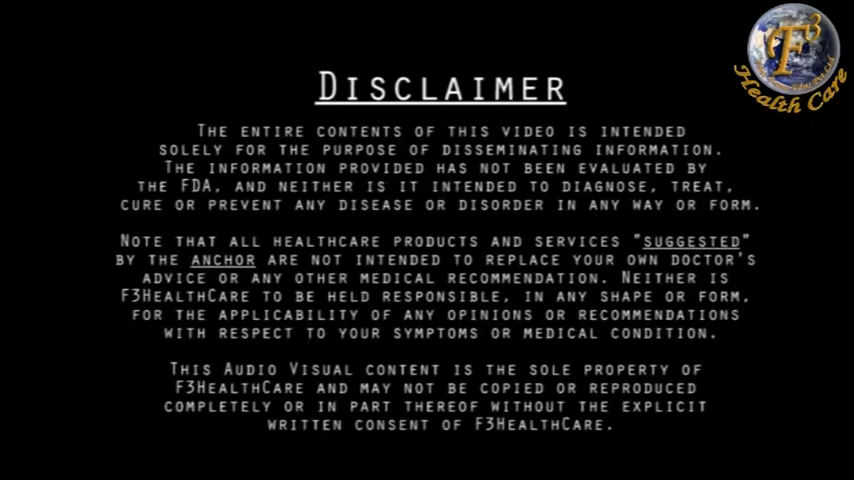 F3
Health Care
DISCLAIMER
THE ENTIRE CONTENTS OF THIS VIDEO IS INTENDED
SOLELY FOR THE PURPOSE OF DISSEMINATING INFORMATION.
THE INFORMATION PROVIDED HAS NOT BEEN EVALUATED BY
THE FDA, AND NEITHER IS IT INTENDED TO DIAGNOSE, TREAT,
CURE OR PREVENT ANY DISEASE OR DISORDER IN ANY WAY OR FORM.
NOTE THAT ALL HEALTHCARE PRODUCTS AND SERVICES "SUGGESTED"
BY THE ANCHOR ARE NOT INTENDED TO REPLACE YOUR OWN DOCTOR'S
ADVICE OR ANY OTHER MEDICAL RECOMMENDATION. NEITHER IS
F3HEALTHCARE TO BE HELD RESPONSIBLE, IN ANY SHAPE OR FORM,
FOR THE APPLICABILITY OF ANY OPINIONS OR RECOMMENDATIONS
WITH RESPECT TO YOUR SYMPTOMS OR MEDICAL CONDITION.
THIS AUDIO VISUAL CONTENT IS THE SOLE PROPERTY OF
F3HEALTHCARE AND MAY NOT BE COPIED OR REPRODUCED
COMPLETELY OR IN PART THEREOF WITHOUT THE EXPLICIT
WRITTEN CONSENT OF F3HEALTHCARE.